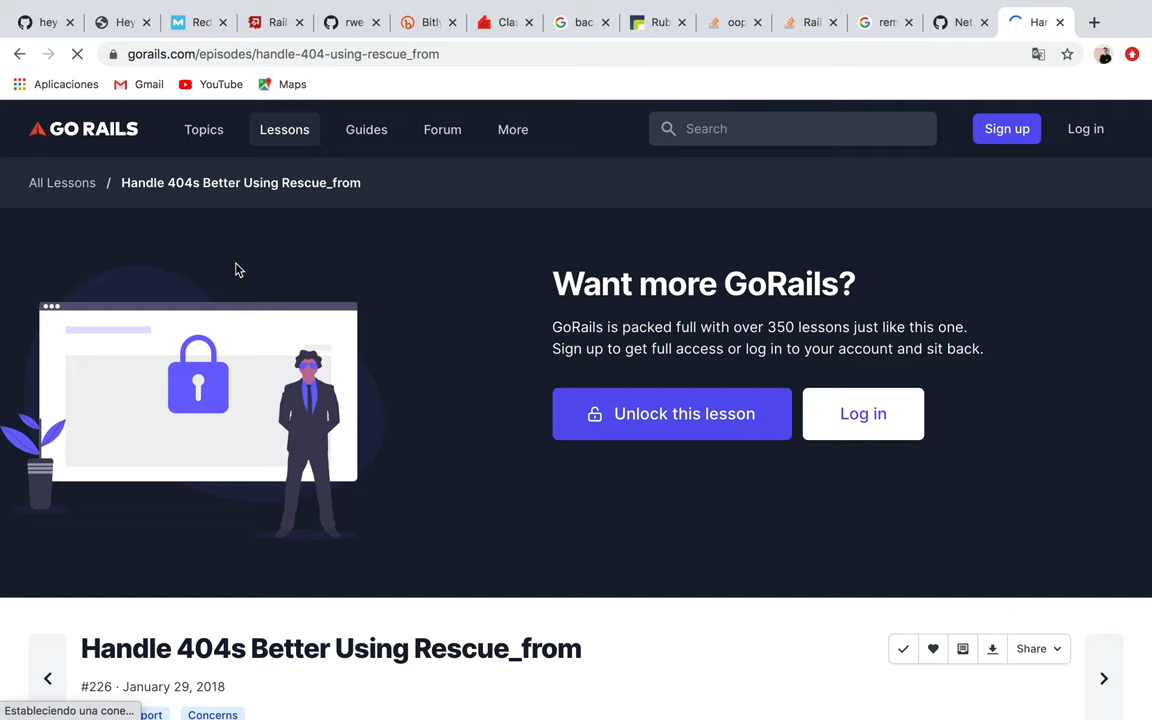 hey
Hey
Red
Rail
rwe
Bitly
Clas
bac
Rub
oop
Rail
rem
Net
Har
gorails.com/episodes/handle-404-using-rescue_from
Aplicaciones Gmail YouTube Maps
GO RAILS Topics Lessons Guides Forum More Search Sign up Log in
All Lessons / Handle 404s Better Using Rescue_from
Want more GoRails?
GoRails is packed full with over 350 lessons just like this one.
Sign up to get full access or log in to your account and sit back.
Unlock this lesson Log in
Handle 404s Better Using Rescue_from
Share
#226 · January 29, 2018
Estableciendo una cone...
port Concerns